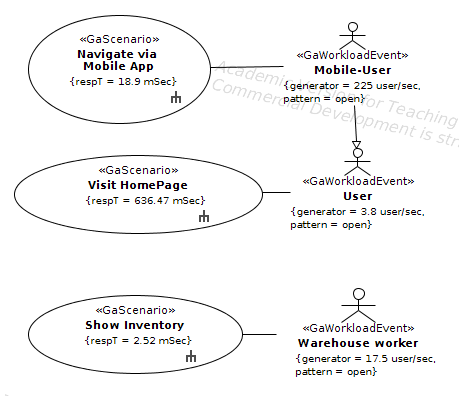 «GaScenario»
Navigate via
Mobile App
{respT = 18.9 mSec}
«GaWorkloadEvent»
Mobile-User
{generator = 225 user/sec,
pattern = open}
Academic Version for Teaching
Commercial Development is str
«GaScenario»
Visit HomePage
{respT = 636.47 mSec}
«GaWorkloadEvent»
User
{generator = 3.8 user/sec,
pattern = open}
«GaScenario»
Show Inventory
{respT = 2.52 mSec}
«GaWorkloadEvent»
Warehouse worker
{generator = 17.5 user/sec,
pattern = open}